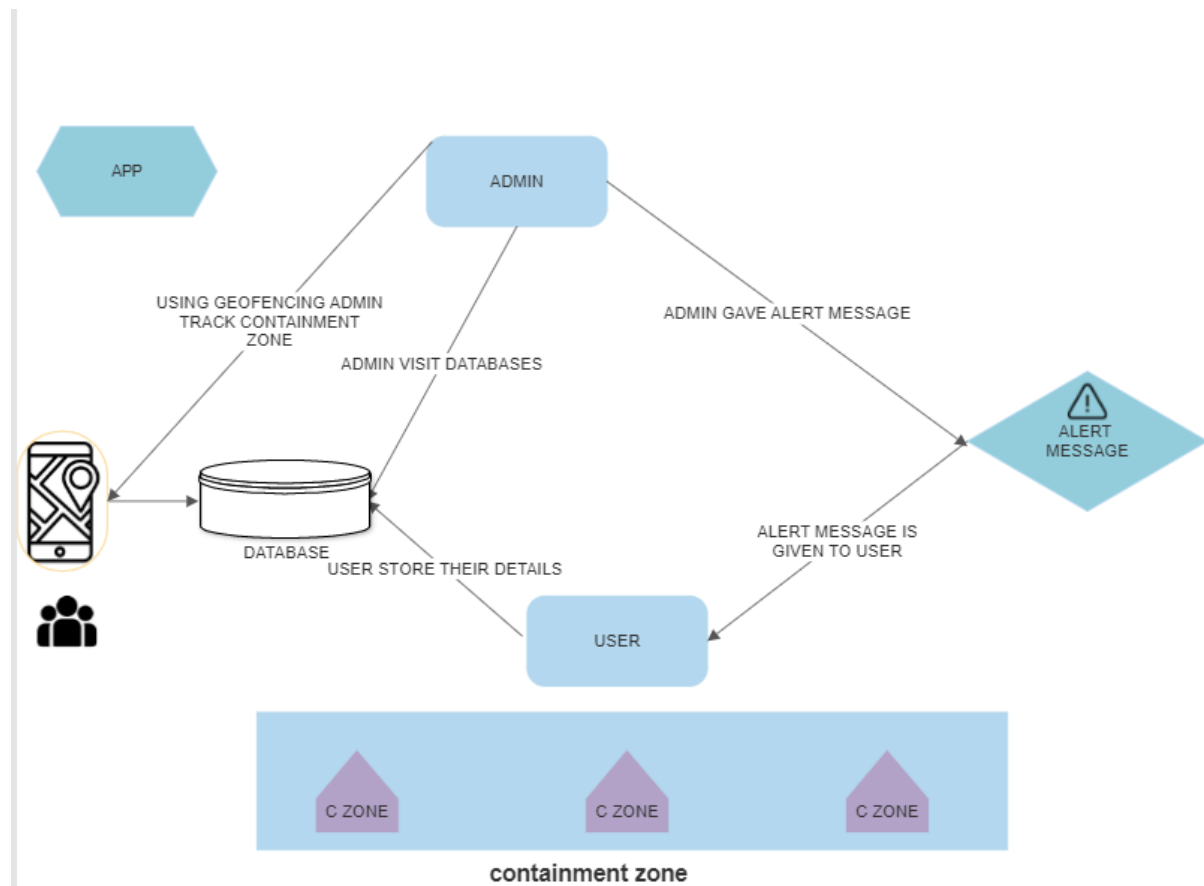 APP
ADMIN
USING GEOFENCING ADMIN
TRACK CONTAINMENT
ZONE
ADMIN GAVE ALERT MESSAGE
ADMIN VISIT DATABASES
ALERT
MESSAGE
DATABASE
ALERT MESSAGE IS
GIVEN TO USER
USER STORE THEIR DETAILS
USER
C ZONE
C ZONE
C ZONE
containment zone